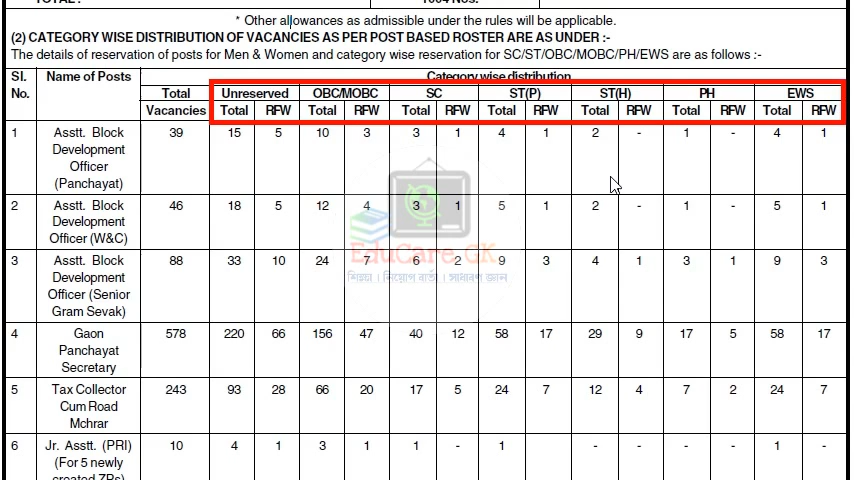 TOTAL :
1004 Nos.
* Other allowances as admissible under the rules will be applicable.
(2) CATEGORY WISE DISTRIBUTION OF VACANCIES AS PER POST BASED ROSTER ARE AS UNDER :-
The details of reservation of posts for Men & Women and category wise reservation for SC/ST/OBC/MOBC/PH/EWS are as follows :-
Sl. Name of Posts Category wise distribution
No. Total Unreserved OBC/MOBC SC ST(P) ST(H) PH EWS
Vacancies Total RFW Total RFW Total RFW Total RFW Total RFW Total RFW Total RFW
1 Asstt. Block 39 15 5 10 3 3 1 4 1 2 - 1 - 4 1
Development
Officer
(Panchayat)
2 Asstt. Block 46 18 5 12 4 3 1 5 1 2 - 1 - 5 1
Development
Officer (W&C)
3 Asstt. Block 88 33 10 24 7 6 2 9 3 4 1 3 1 9 3
Development
Officer (Senior
Gram Sevak)
4 Gaon 578 220 66 156 47 40 12 58 17 29 9 17 5 58 17
Panchayat
Secretary
5 Tax Collector 243 93 28 66 20 17 5 24 7 12 4 7 2 24 7
Cum Road
Mchrar
6 Jr. Asstt. (PRI) 10 4 1 3 1 1 - 1 - - - - 1 -
(For 5 newly
created ZPs)
EduCare GK
শিক্ষা | নিয়োগ বাৰ্তা | সাধাৰণ জ্ঞান